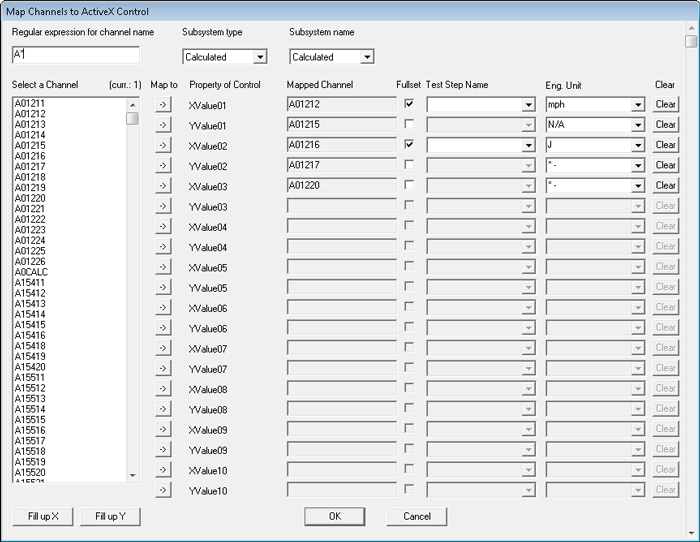 Map Channels to ActiveX Control
Regular expression for channel name Subsystem type Subsystem name
A* Calculated Calculated
Select a Channel (curr.: 1) Map to Property of Control Mapped Channel Fullset Test Step Name Eng. Unit Clear
A01211 -> XValue01 A01212 mph Clear
A01212
A01213 -> YValue01 A01215 N/A Clear
A01214
A01215 -> XValue02 A01216 J Clear
A01216
A01217 -> YValue02 A01217 * - Clear
A01218
A01219 -> XValue03 A01220 * - Clear
A01220
A01221 -> YValue03 Clear
A01222
A01223 -> XValue04 Clear
A01224 -> YValue04 Clear
A01225
A01226 -> XValue05 Clear
A0CALC
A15411 -> YValue05 Clear
A15412
A15413 -> XValue06 Clear
A15414
A15415 -> YValue06 Clear
A15416
A15418 -> XValue07 Clear
A15419
A15420 -> YValue07 Clear
A15511
A15512 -> XValue08 Clear
A15513
A15514 -> YValue08 Clear
A15515
A15516 -> XValue09 Clear
A15517
A15518 -> YValue09 Clear
A15519
A15520 -> XValue10 Clear
A15521
-> YValue10 Clear
Fill up X Fill up Y OK Cancel